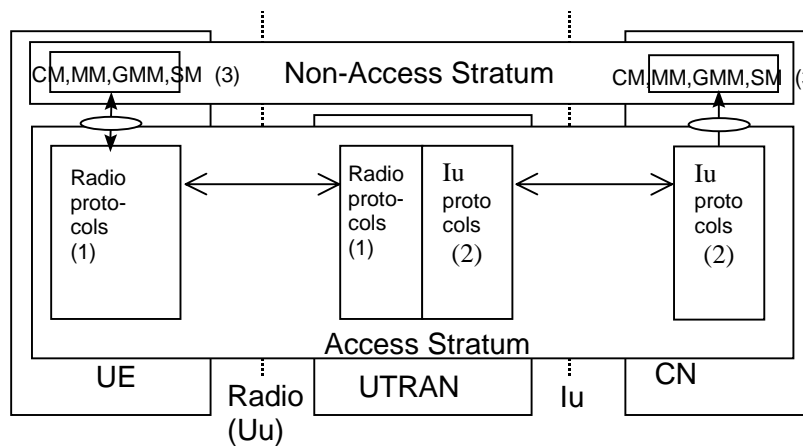 CM,MM,GMM,SM (3)
Non-Access Stratum
CM,MM,GMM,SM (3
Radio
proto-
cols
(1)
Radio
proto-
cols
(1)
Iu
proto
cols
(2)
Iu
proto
cols
(2)
Access Stratum
UE
Radio
(Uu)
UTRAN
Iu
CN